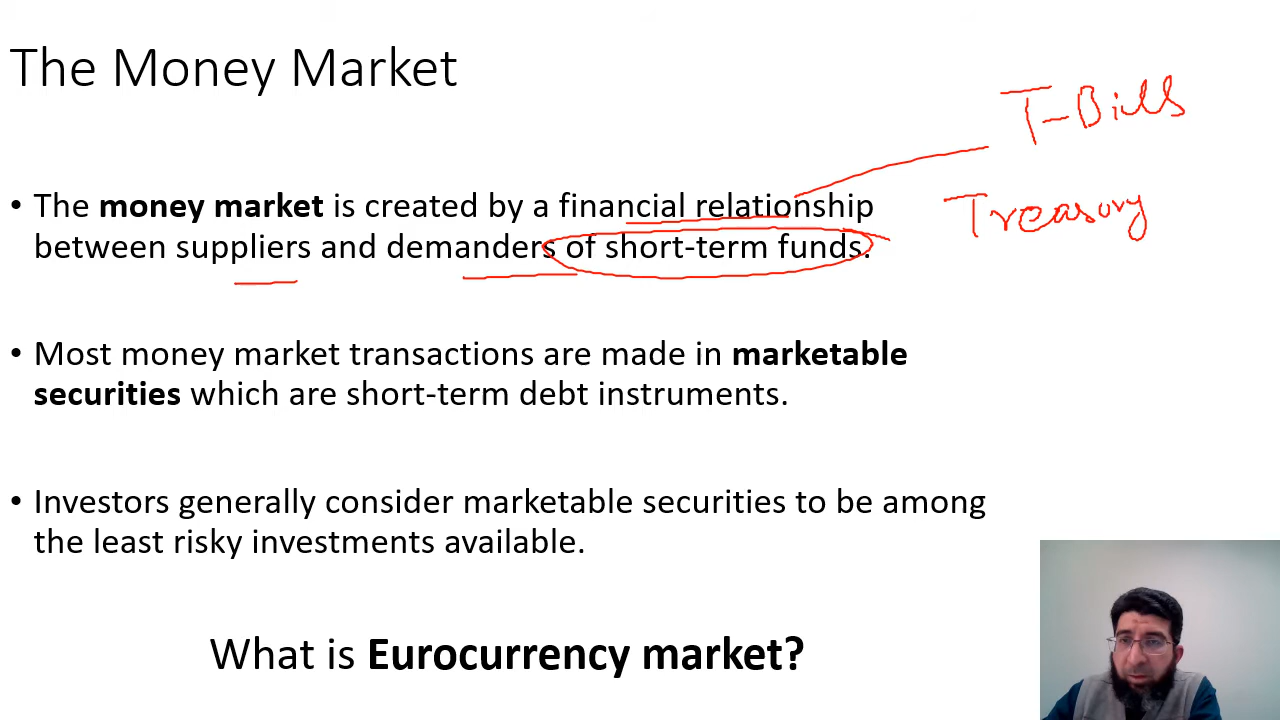 The Money Market
T-Bills
Treasury
• The money market is created by a financial relationship
between suppliers and demanders of short-term funds.
• Most money market transactions are made in marketable
securities which are short-term debt instruments.
• Investors generally consider marketable securities to be among
the least risky investments available.
What is Eurocurrency market?